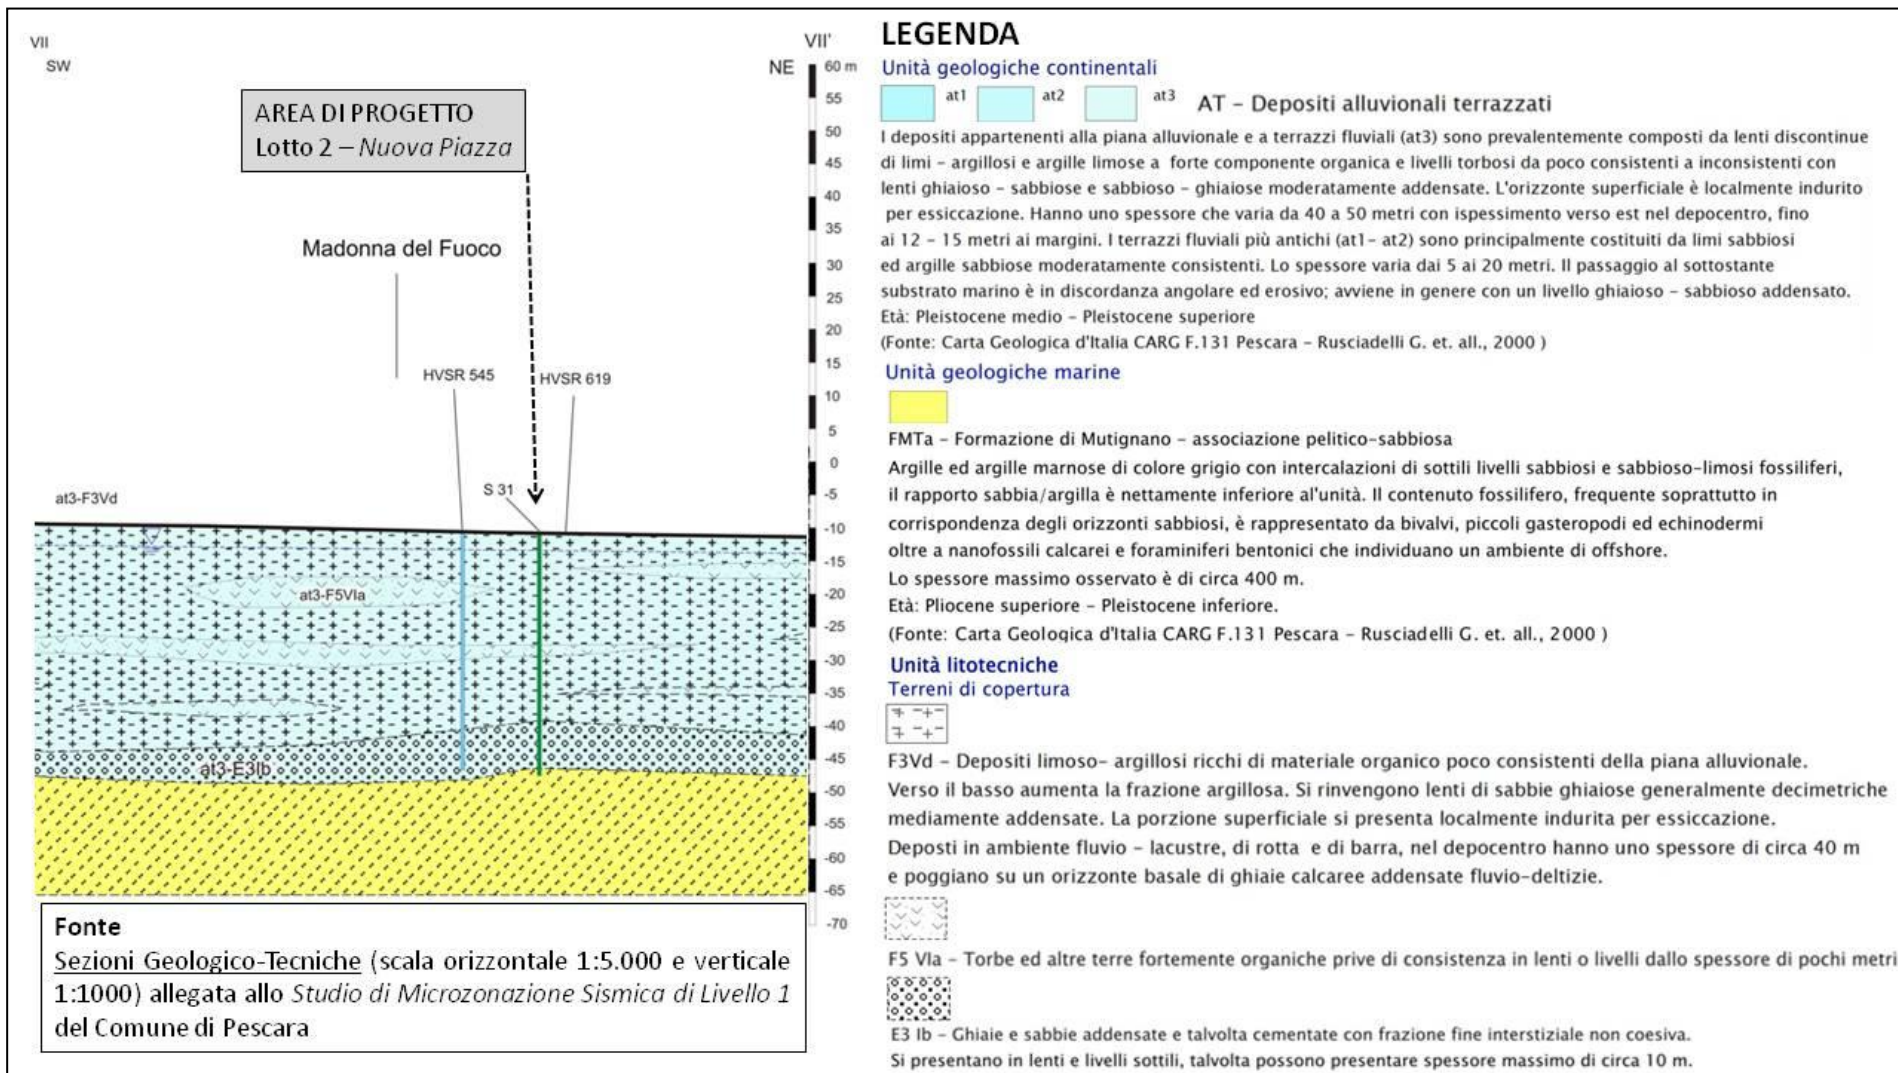 VII
SW
VII'
NE
60 m
55
50
45
40
35
30
25
20
15
10
5
0
-5
-10
-15
-20
-25
-30
-35
-40
-45
-50
-55
-60
-65
-70
AREA DI PROGETTO
Lotto 2 – Nuova Piazza
Madonna del Fuoco
HVSR 545
HVSR 619
S 31
at3-F3Vd
at3-F5VIa
at3-E3Ib
Fonte
Sezioni Geologico-Tecniche (scala orizzontale 1:5.000 e verticale
1:1000) allegata allo Studio di Microzonazione Sismica di Livello 1
del Comune di Pescara
LEGENDA
Unità geologiche continentali
at1 at2 at3 AT – Depositi alluvionali terrazzati
I depositi appartenenti alla piana alluvionale e a terrazzi fluviali (at3) sono prevalentemente composti da lenti discontinue
di limi – argillosi e argille limose a forte componente organica e livelli torbosi da poco consistenti a inconsistenti con
lenti ghiaioso – sabbiose e sabbioso – ghiaiose moderatamente addensate. L'orizzonte superficiale è localmente indurito
per essiccazione. Hanno uno spessore che varia da 40 a 50 metri con ispessimento verso est nel depocentro, fino
ai 12 – 15 metri ai margini. I terrazzi fluviali più antichi (at1– at2) sono principalmente costituiti da limi sabbiosi
ed argille sabbiose moderatamente consistenti. Lo spessore varia dai 5 ai 20 metri. Il passaggio al sottostante
substrato marino è in discordanza angolare ed erosivo; avviene in genere con un livello ghiaioso – sabbioso addensato.
Età: Pleistocene medio – Pleistocene superiore
(Fonte: Carta Geologica d'Italia CARG F.131 Pescara – Rusciadelli G. et. all., 2000 )
Unità geologiche marine
FMTa – Formazione di Mutignano – associazione pelitico–sabbiosa
Argille ed argille marnose di colore grigio con intercalazioni di sottili livelli sabbiosi e sabbioso–limosi fossiliferi,
il rapporto sabbia/argilla è nettamente inferiore al'unità. Il contenuto fossilifero, frequente soprattutto in
corrispondenza degli orizzonti sabbiosi, è rappresentato da bivalvi, piccoli gasteropodi ed echinodermi
oltre a nanofossili calcarei e foraminiferi bentonici che individuano un ambiente di offshore.
Lo spessore massimo osservato è di circa 400 m.
Età: Pliocene superiore – Pleistocene inferiore.
(Fonte: Carta Geologica d'Italia CARG F.131 Pescara – Rusciadelli G. et. all., 2000 )
Unità litotecniche
Terreni di copertura
F3Vd – Depositi limoso– argillosi ricchi di materiale organico poco consistenti della piana alluvionale.
Verso il basso aumenta la frazione argillosa. Si rinvengono lenti di sabbie ghiaiose generalmente decimetriche
mediamente addensate. La porzione superficiale si presenta localmente indurita per essiccazione.
Deposti in ambiente fluvio – lacustre, di rotta e di barra, nel depocentro hanno uno spessore di circa 40 m
e poggiano su un orizzonte basale di ghiaie calcaree addensate fluvio–deltizie.
F5 VIa – Torbe ed altre terre fortemente organiche prive di consistenza in lenti o livelli dallo spessore di pochi metri
E3 Ib – Ghiaie e sabbie addensate e talvolta cementate con frazione fine interstiziale non coesiva.
Si presentano in lenti e livelli sottili, talvolta possono presentare spessore massimo di circa 10 m.